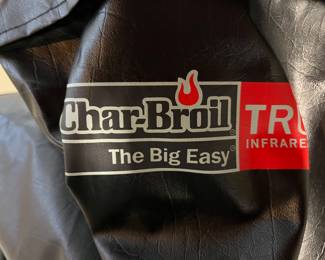 Char-Broil
The Big Easy®
TRU
INFRARE